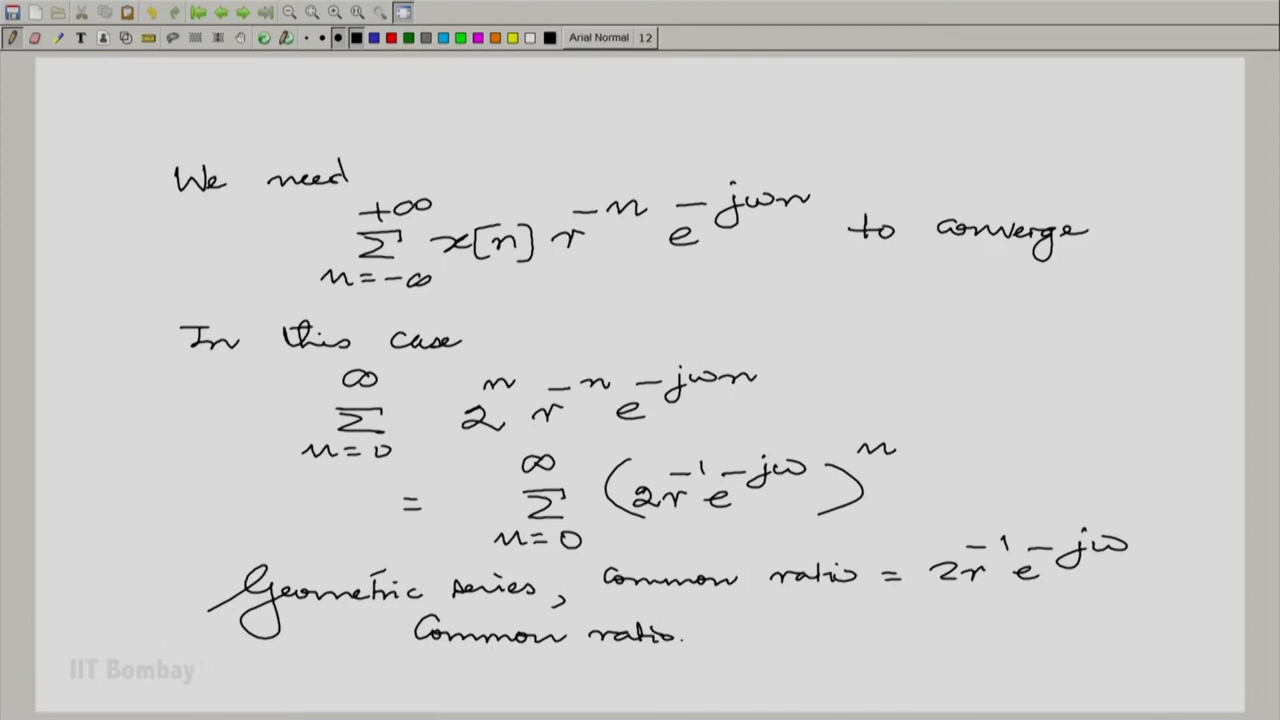 T
Arial Normal 12
We need
+∞
Σ x[n] r^{-n} e^{-jωn} to converge
n=-∞
In this case
∞
Σ 2^n r^{-n} e^{-jωn}
n=0
∞
= Σ (2r^{-1}e^{-jω})^n
n=0
Geometric series, common ratio = 2r^{-1}e^{-jω}
Common ratio.
IIT Bombay